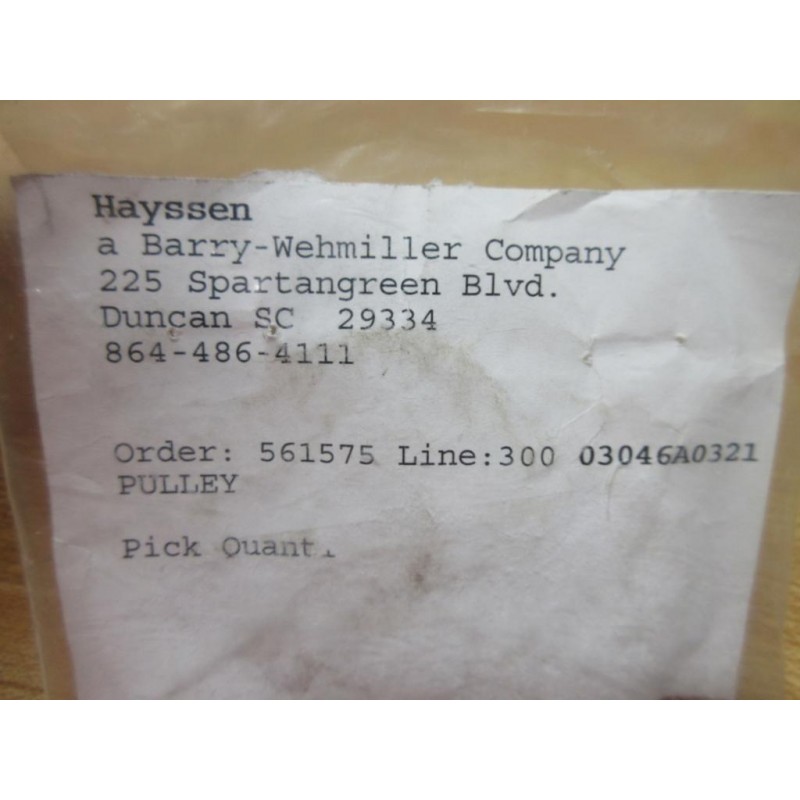 Hayssen
a Barry-Wehmiller Company
225 Spartangreen Blvd.
Duncan SC 29334
864-486-4111
Order: 561575 Line:300 03046A0321
PULLEY
Pick